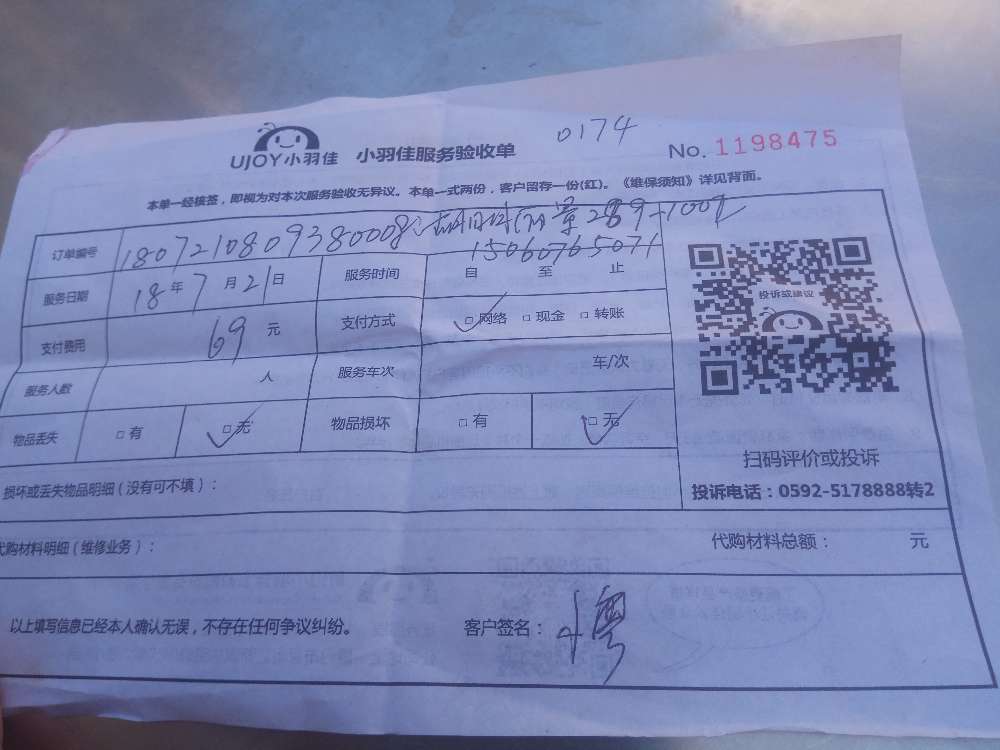 0174
UJOY小羽佳 小羽佳服务验收单 No. 1198475
本单一经核签，即视为对本次服务验收无异议。本单一式两份，客户留存一份(红)。《维保须知》详见背面。
订单编号 1807210809380008
15060765071
服务日期 18年7月21日 服务时间 自 至 止
支付费用 69元 支付方式 □网络 □现金 □转账
投诉或建议
服务人数 人 服务车次 车/次
物品丢失 □有 □无 物品损坏 □有 □无
扫码评价或投诉
损坏或丢失物品明细（没有可不填）：
投诉电话：0592-5178888转2
代购材料明细（维修业务）： 代购材料总额： 元
以上填写信息已经本人确认无误，不存在任何争议纠纷。 客户签名：